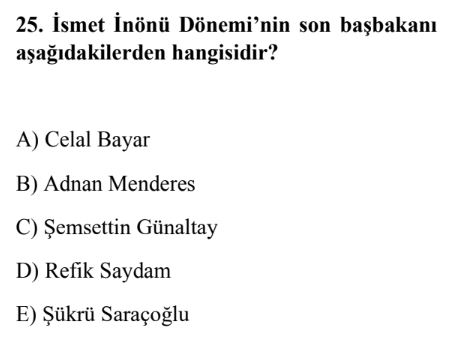 25. İsmet İnönü Dönemi’nin son başbakanı
aşağıdakilerden hangisidir?
A) Celal Bayar
B) Adnan Menderes
C) Şemsettin Günaltay
D) Refik Saydam
E) Şükrü Saraçoğlu